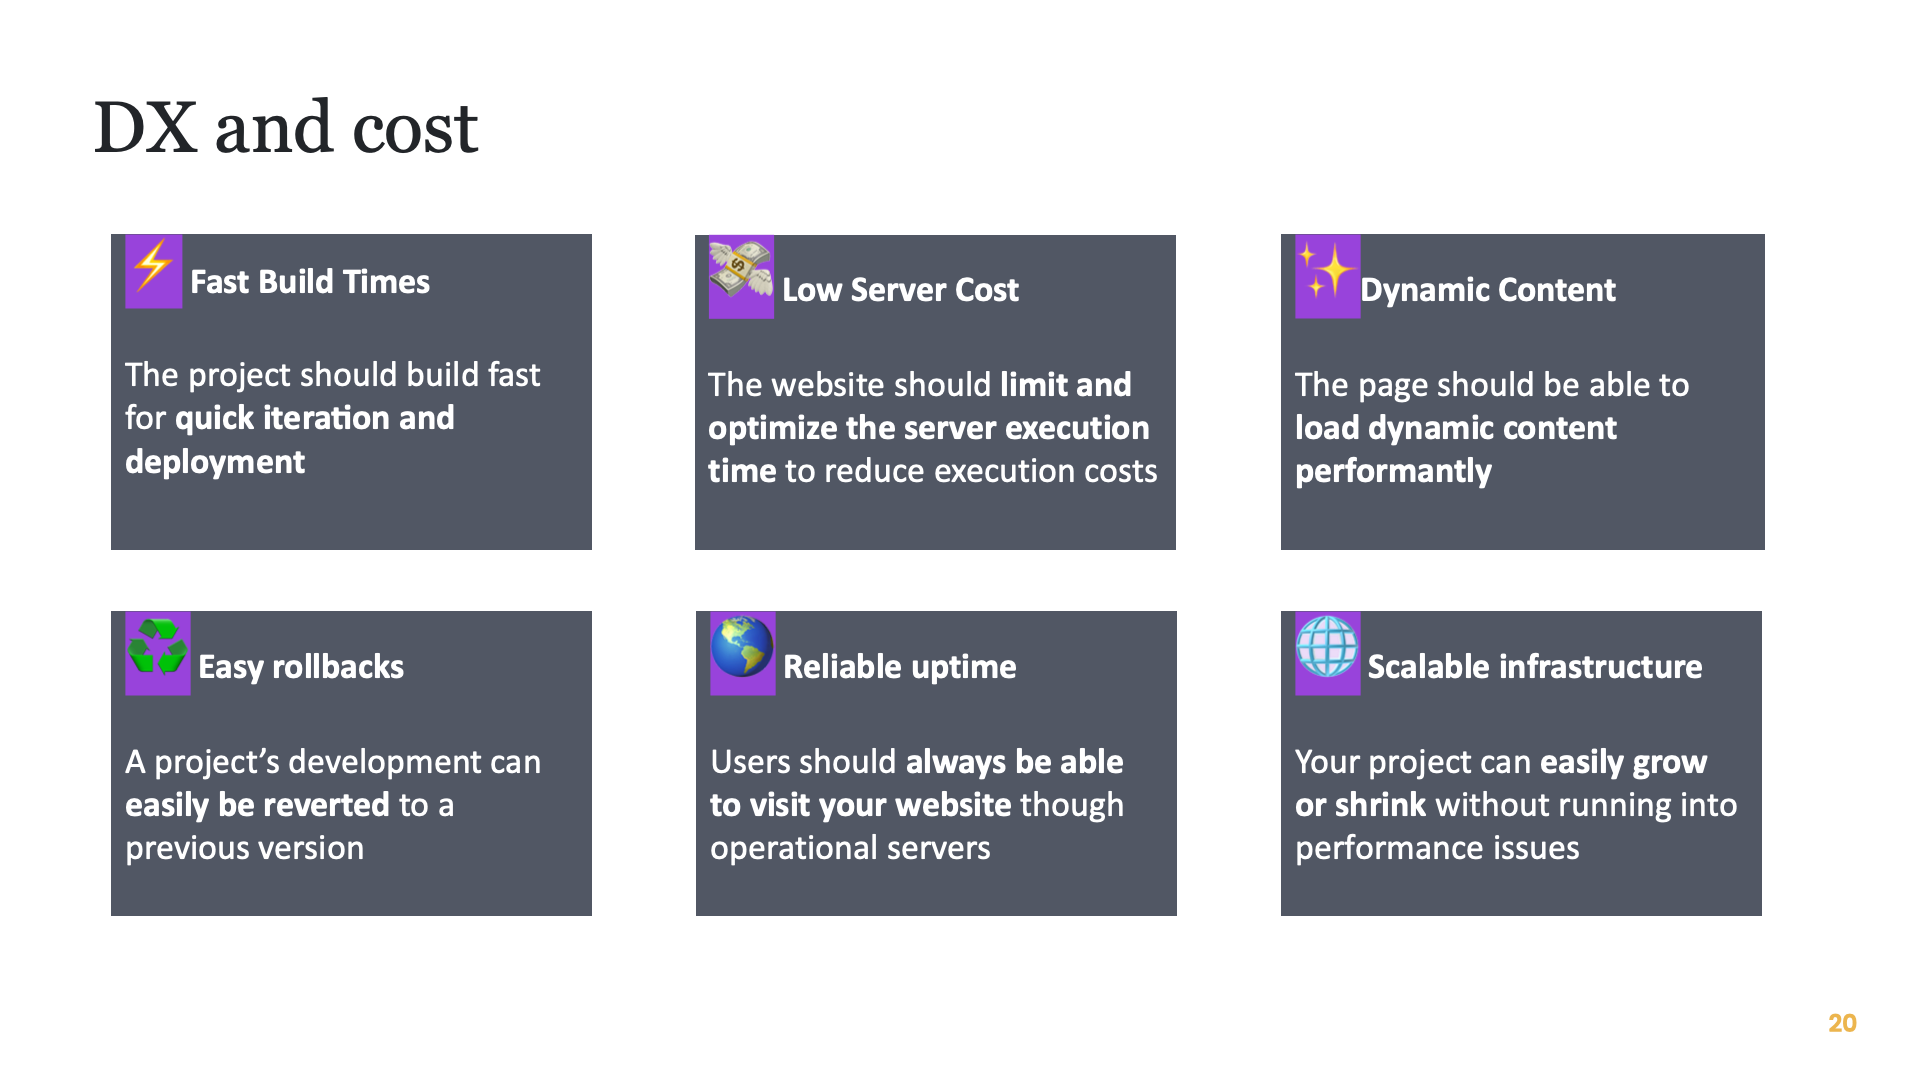 DX and cost
⚡ Fast Build Times
The project should build fast
for quick iteration and
deployment
💸 Low Server Cost
The website should limit and
optimize the server execution
time to reduce execution costs
✨Dynamic Content
The page should be able to
load dynamic content
performantly
♻ Easy rollbacks
A project’s development can
easily be reverted to a
previous version
🌎 Reliable uptime
Users should always be able
to visit your website though
operational servers
🌐 Scalable infrastructure
Your project can easily grow
or shrink without running into
performance issues
20